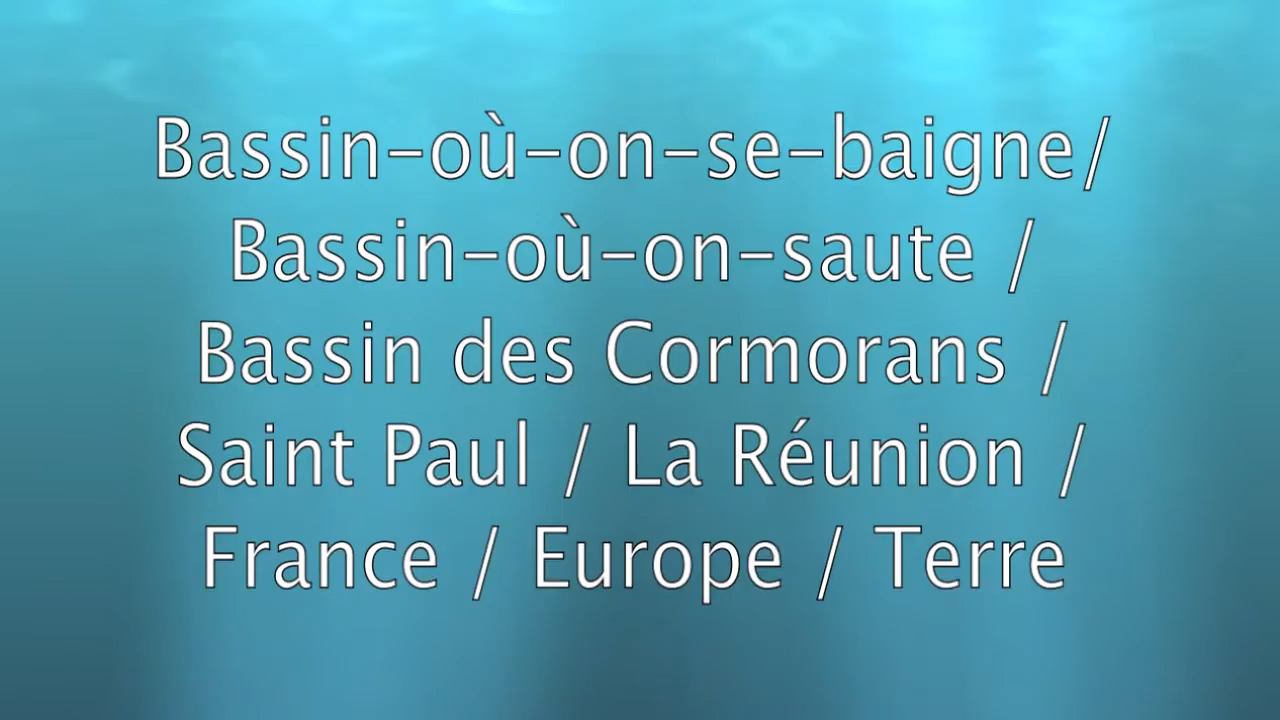 Bassin-où-on-se-baigne/
Bassin-où-on-saute /
Bassin des Cormorans /
Saint Paul / La Réunion /
France / Europe / Terre